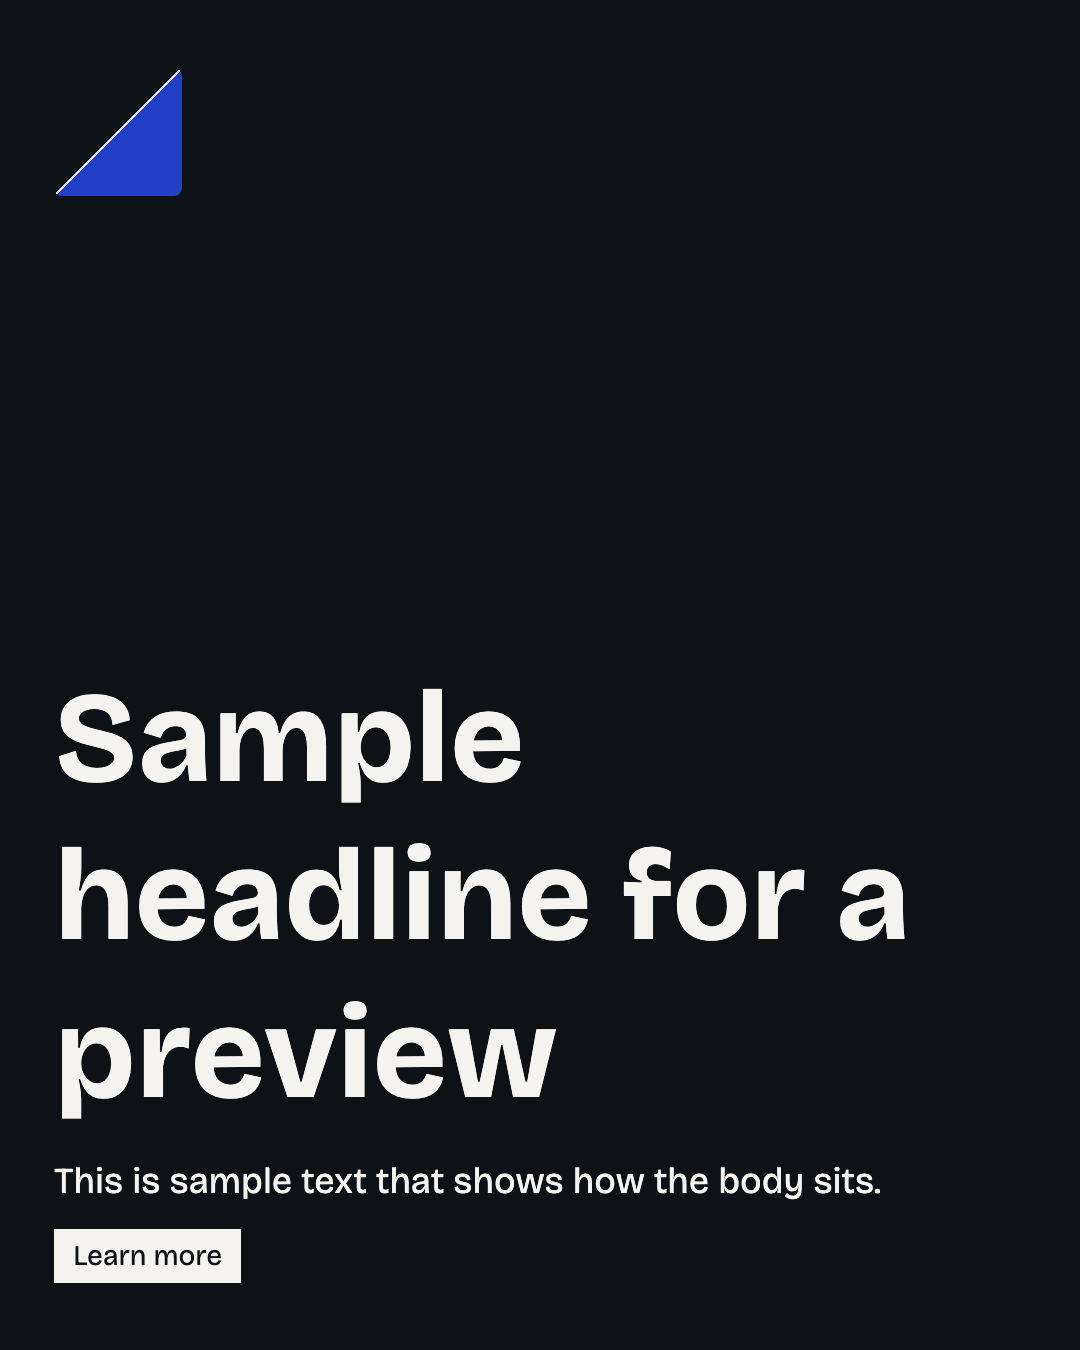 Sample
headline for a
preview
This is sample text that shows how the body sits.
Learn more